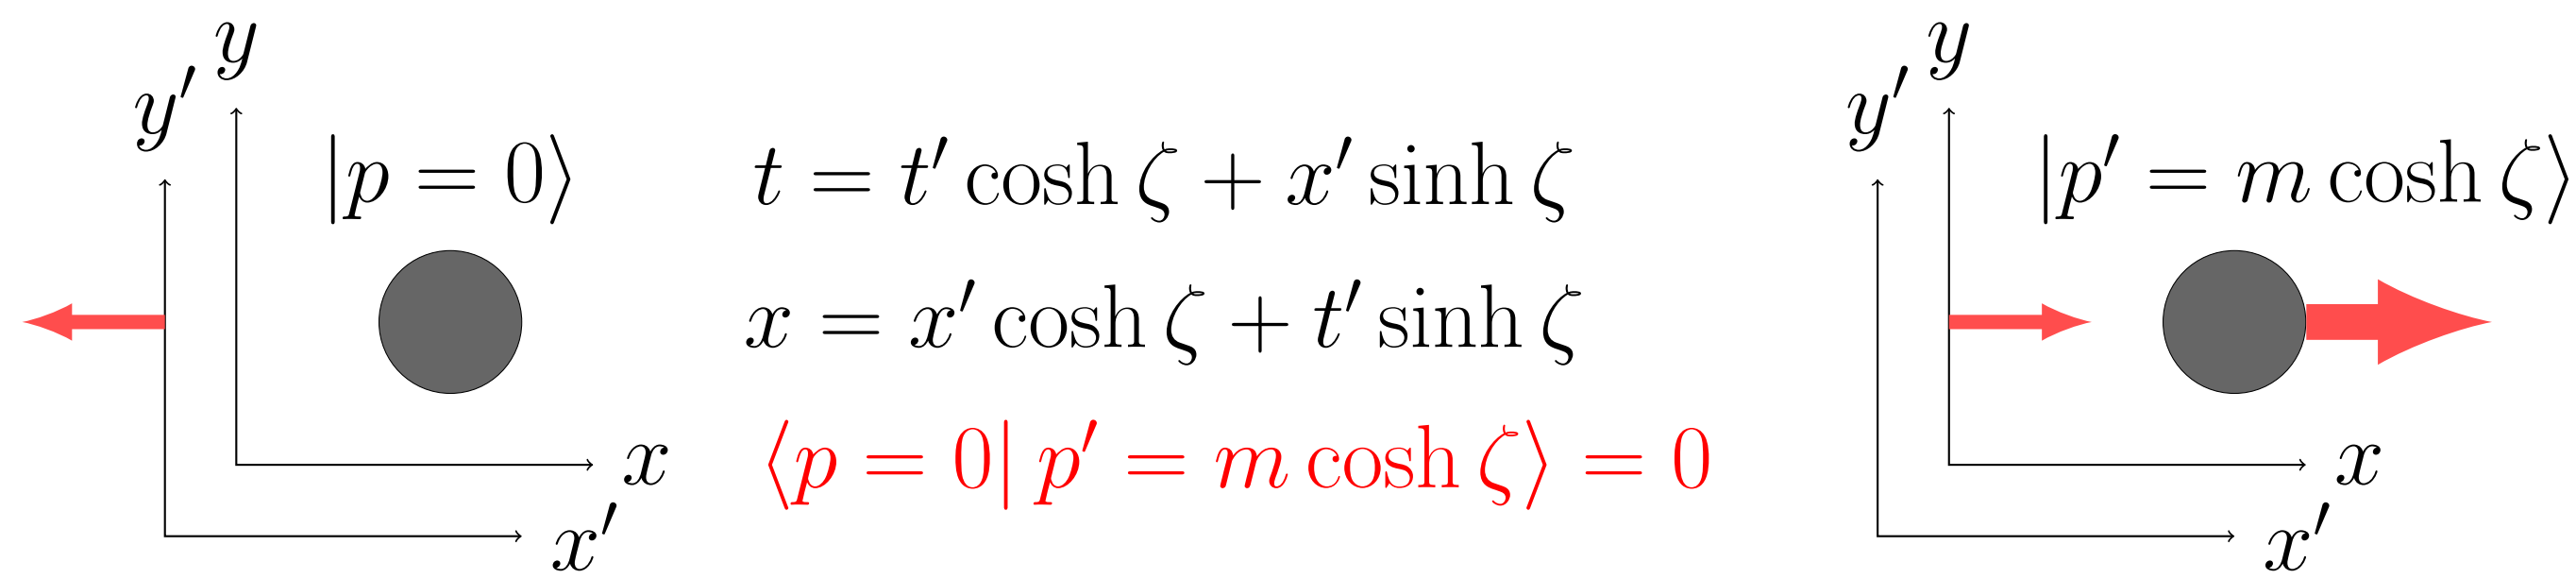 y
y′
|p = 0⟩
x
x′
t = t′ cosh ζ + x′ sinh ζ
x = x′ cosh ζ + t′ sinh ζ
⟨p = 0| p′ = m cosh ζ⟩ = 0
y
y′
|p′ = m cosh ζ⟩
x
x′